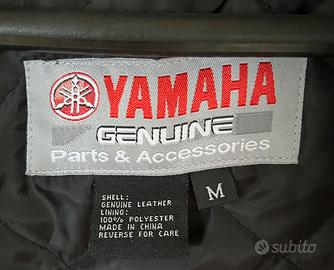 YAMAHA
GENUINE
Parts & Accessories
SHELL:
GENUINE LEATHER
LINING:
100% POLYESTER
MADE IN CHINA
REVERSE FOR CARE
M
subito